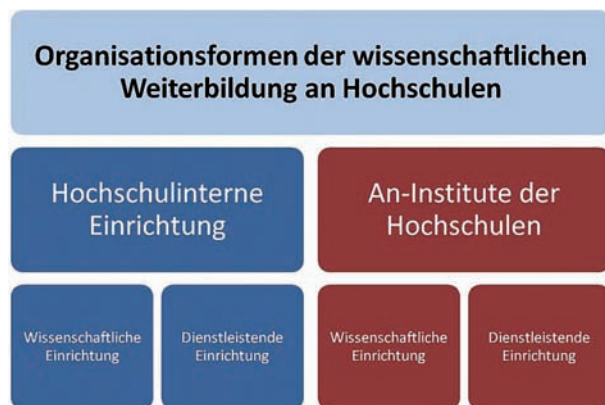 Organisationsformen der wissenschaftlichen
Weiterbildung an Hochschulen
Hochschulinterne
Einrichtung
An-Institute der
Hochschulen
Wissenschaftliche
Einrichtung
Dienstleistende
Einrichtung
Wissenschaftliche
Einrichtung
Dienstleistende
Einrichtung